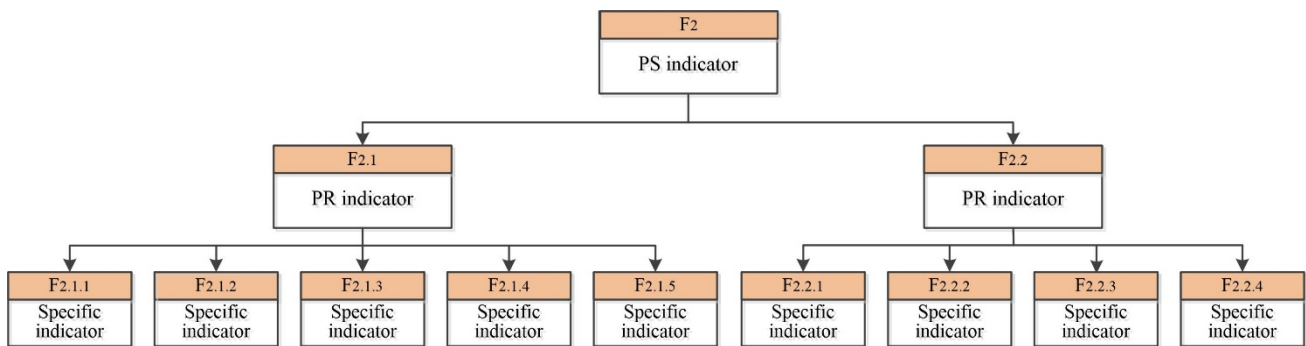 F2
PS indicator
F2.1
PR indicator
F2.2
PR indicator
F2.1.1
Specific
indicator
F2.1.2
Specific
indicator
F2.1.3
Specific
indicator
F2.1.4
Specific
indicator
F2.1.5
Specific
indicator
F2.2.1
Specific
indicator
F2.2.2
Specific
indicator
F2.2.3
Specific
indicator
F2.2.4
Specific
indicator